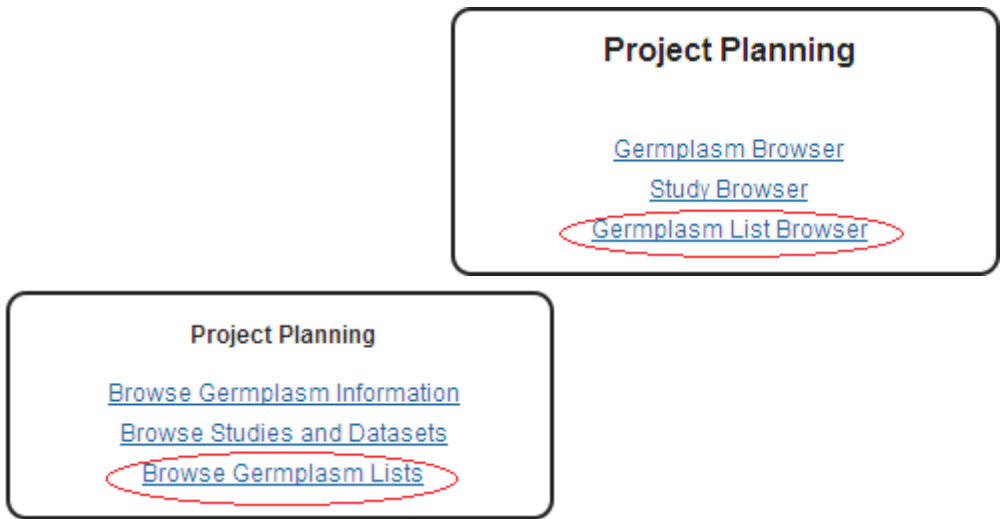 Project Planning
Germplasm Browser
Study Browser
Germplasm List Browser
Project Planning
Browse Germplasm Information
Browse Studies and Datasets
Browse Germplasm Lists